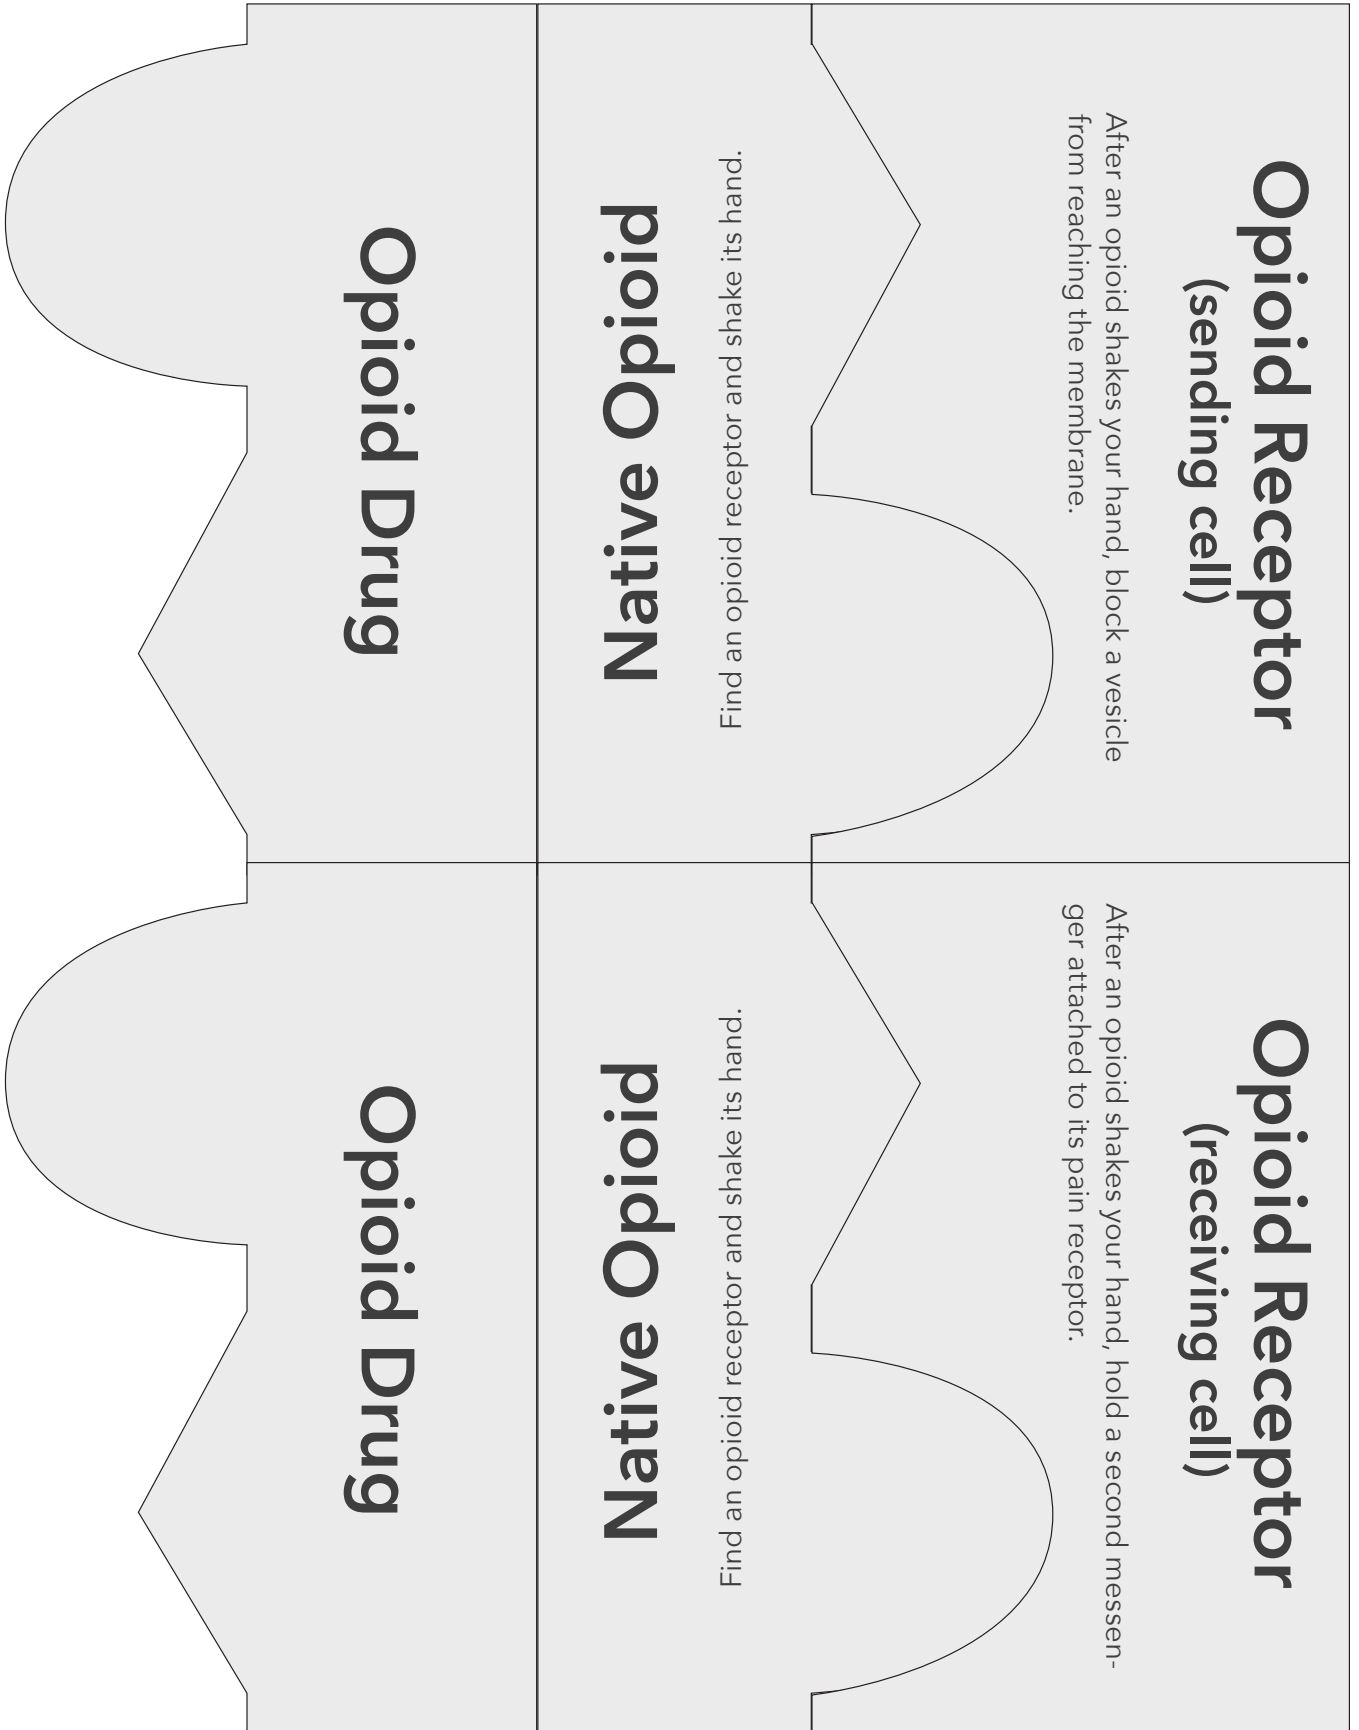 Opioid Receptor
(sending cell)
After an opioid shakes your hand, block a vesicle
from reaching the membrane.
Native Opioid
Find an opioid receptor and shake its hand.
Opioid Drug
Opioid Receptor
(receiving cell)
After an opioid shakes your hand, hold a second messen-
ger attached to its pain receptor.
Native Opioid
Find an opioid receptor and shake its hand.
Opioid Drug